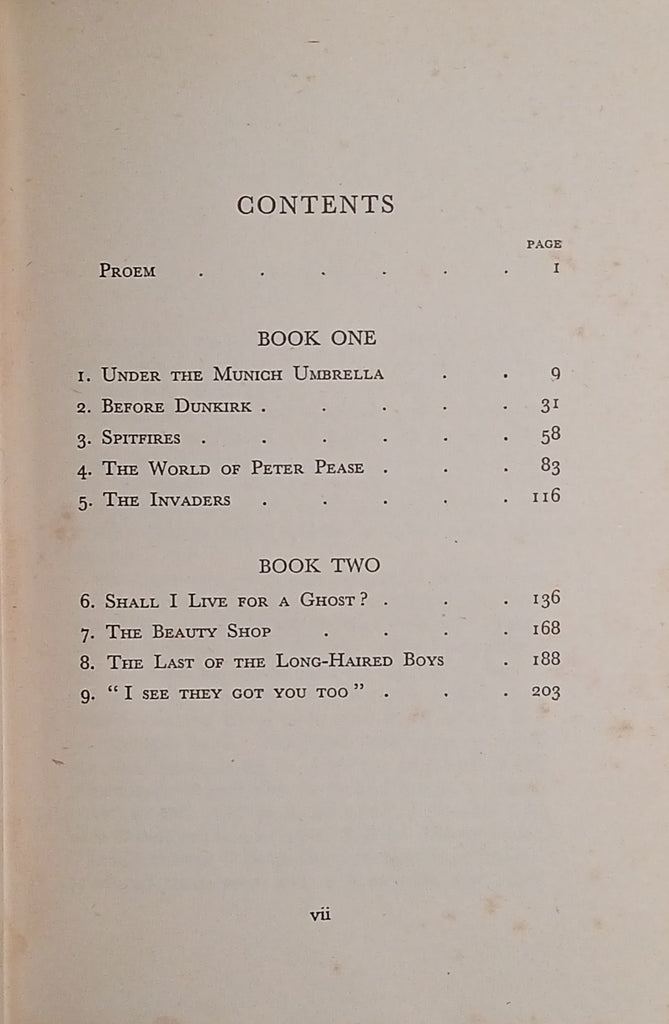 CONTENTS
PAGE
Proem . . . . . . 1
BOOK ONE
1. Under the Munich Umbrella . . 9
2. Before Dunkirk . . . . . 31
3. Spitfires . . . . . . 58
4. The World of Peter Pease . . . 83
5. The Invaders . . . . . 116
BOOK TWO
6. Shall I Live for a Ghost? . . . 136
7. The Beauty Shop . . . . 168
8. The Last of the Long-Haired Boys . 188
9. “I see they got you too” . . . 203
vii